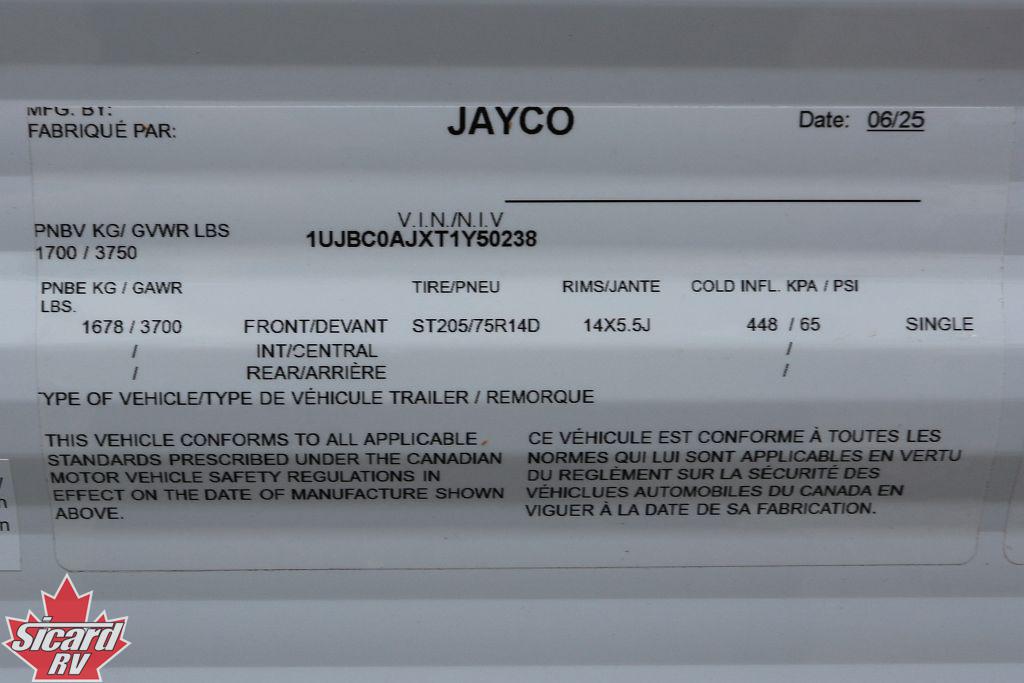 MFG. BY:
FABRIQUÉ PAR:
JAYCO
Date: 06/25
V.I.N./N.I.V
PNBV KG/ GVWR LBS
1700 / 3750
1UJBC0AJXT1Y50238
PNBE KG / GAWR
LBS.
TIRE/PNEU RIMS/JANTE COLD INFL. KPA / PSI
1678 / 3700 FRONT/DEVANT ST205/75R14D 14X5.5J 448 / 65 SINGLE
/ INT/CENTRAL /
/ REAR/ARRIÈRE /
TYPE OF VEHICLE/TYPE DE VÉHICULE TRAILER / REMORQUE
THIS VEHICLE CONFORMS TO ALL APPLICABLE
STANDARDS PRESCRIBED UNDER THE CANADIAN
MOTOR VEHICLE SAFETY REGULATIONS IN
EFFECT ON THE DATE OF MANUFACTURE SHOWN
ABOVE.
CE VÉHICULE EST CONFORME À TOUTES LES
NORMES QUI LUI SONT APPLICABLES EN VERTU
DU REGLÈMENT SUR LA SÉCURITÉ DES
VÉHICLUES AUTOMOBILES DU CANADA EN
VIGUER À LA DATE DE SA FABRICATION.
Sicard
RV